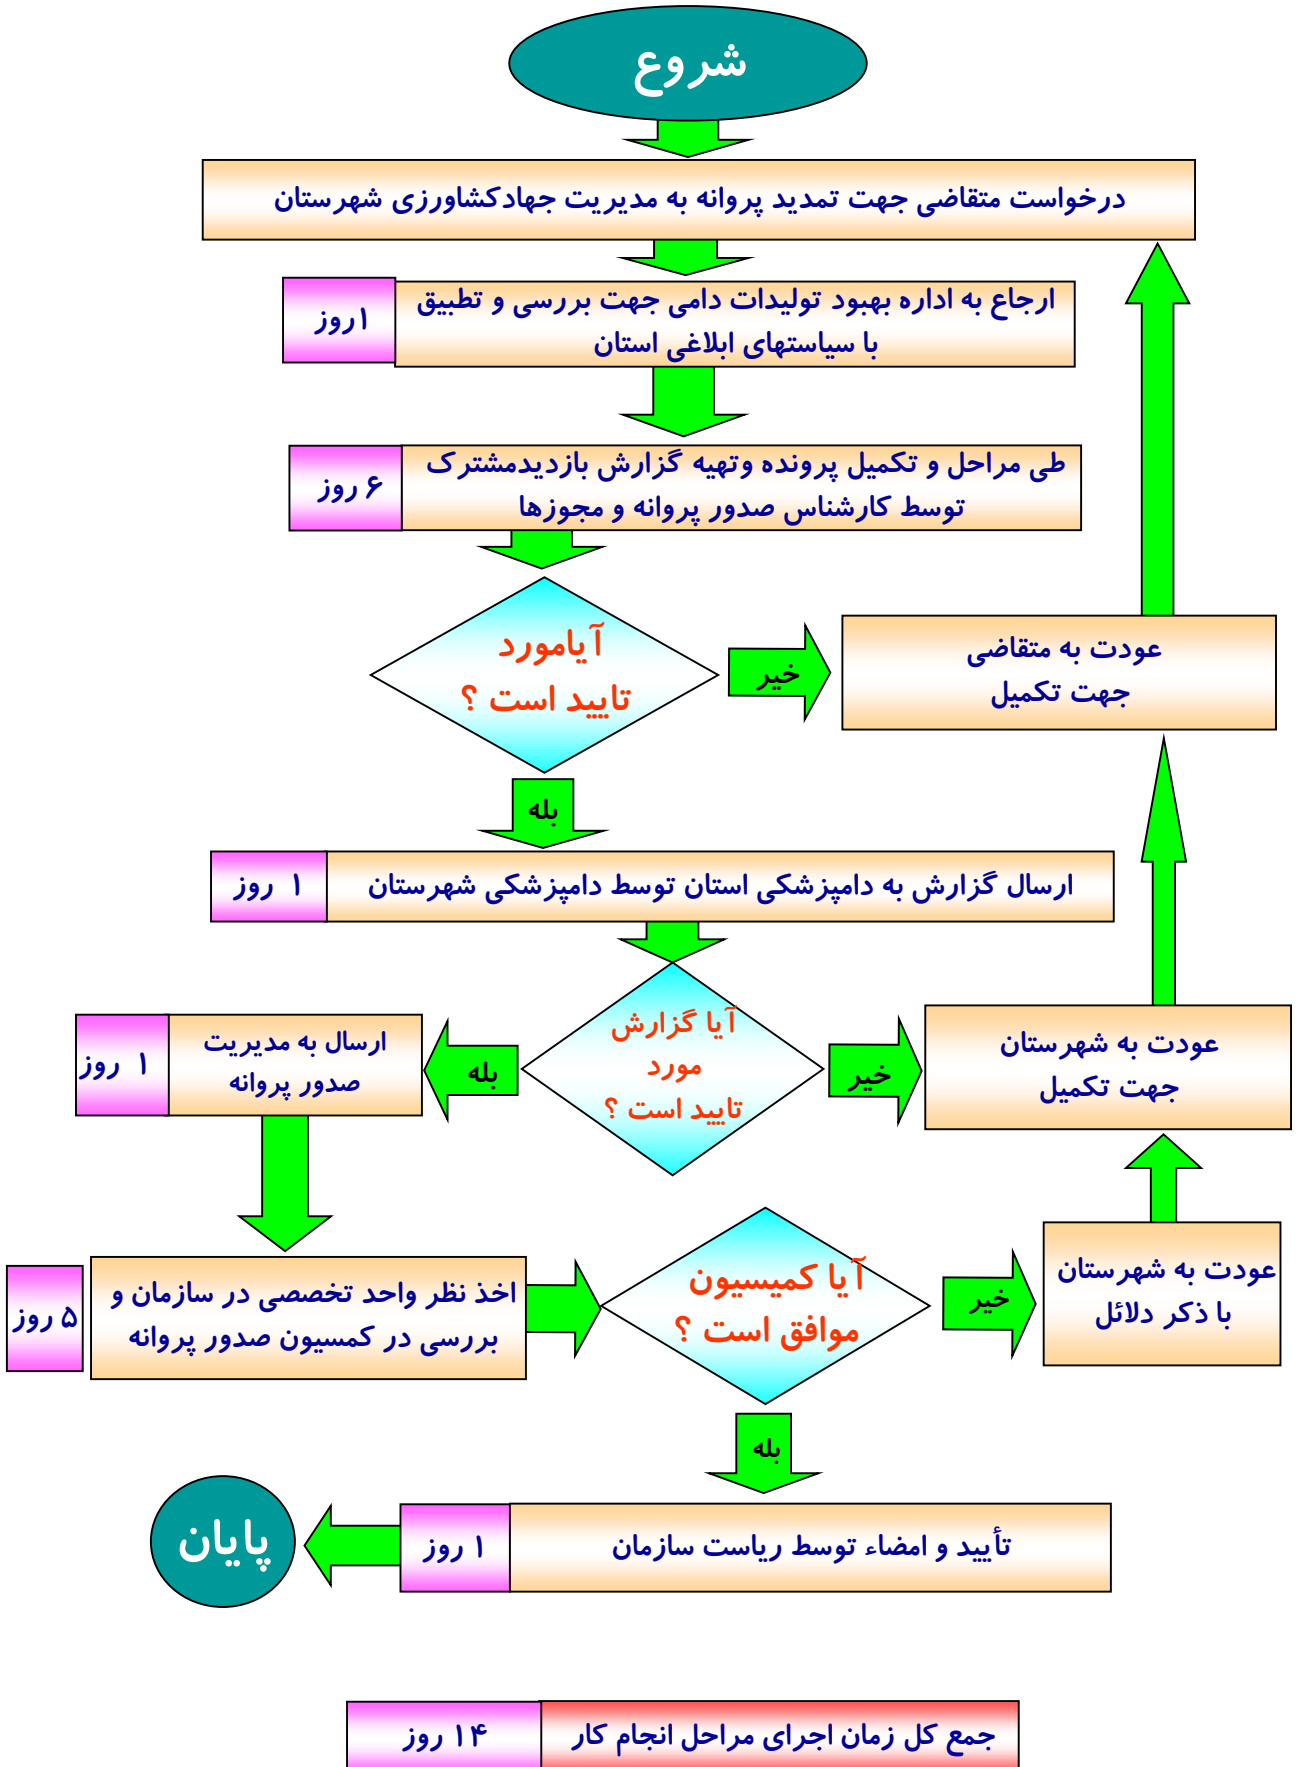 شروع
درخواست متقاضی جهت تمدید پروانه به مدیریت جهادکشاورزی شهرستان
ارجاع به اداره بهبود تولیدات دامی جهت بررسی و تطبیق
با سیاستهای ابلاغی استان
۱روز
طی مراحل و تکمیل پرونده وتهیه گزارش بازدیدمشترک
توسط کارشناس صدور پروانه و مجوزها
۶ روز
آیامورد
تایید است ؟
خیر
عودت به متقاضی
جهت تکمیل
بله
ارسال گزارش به دامپزشکی استان توسط دامپزشکی شهرستان
۱ روز
آیا گزارش
مورد
تایید است ؟
خیر
عودت به شهرستان
جهت تکمیل
بله
ارسال به مدیریت
صدور پروانه
۱ روز
اخذ نظر واحد تخصصی در سازمان و
بررسی در کمسیون صدور پروانه
۵ روز
آیا کمیسیون
موافق است ؟
خیر
عودت به شهرستان
با ذکر دلائل
بله
تأیید و امضاء توسط ریاست سازمان
۱ روز
پایان
جمع کل زمان اجرای مراحل انجام کار
۱۴ روز